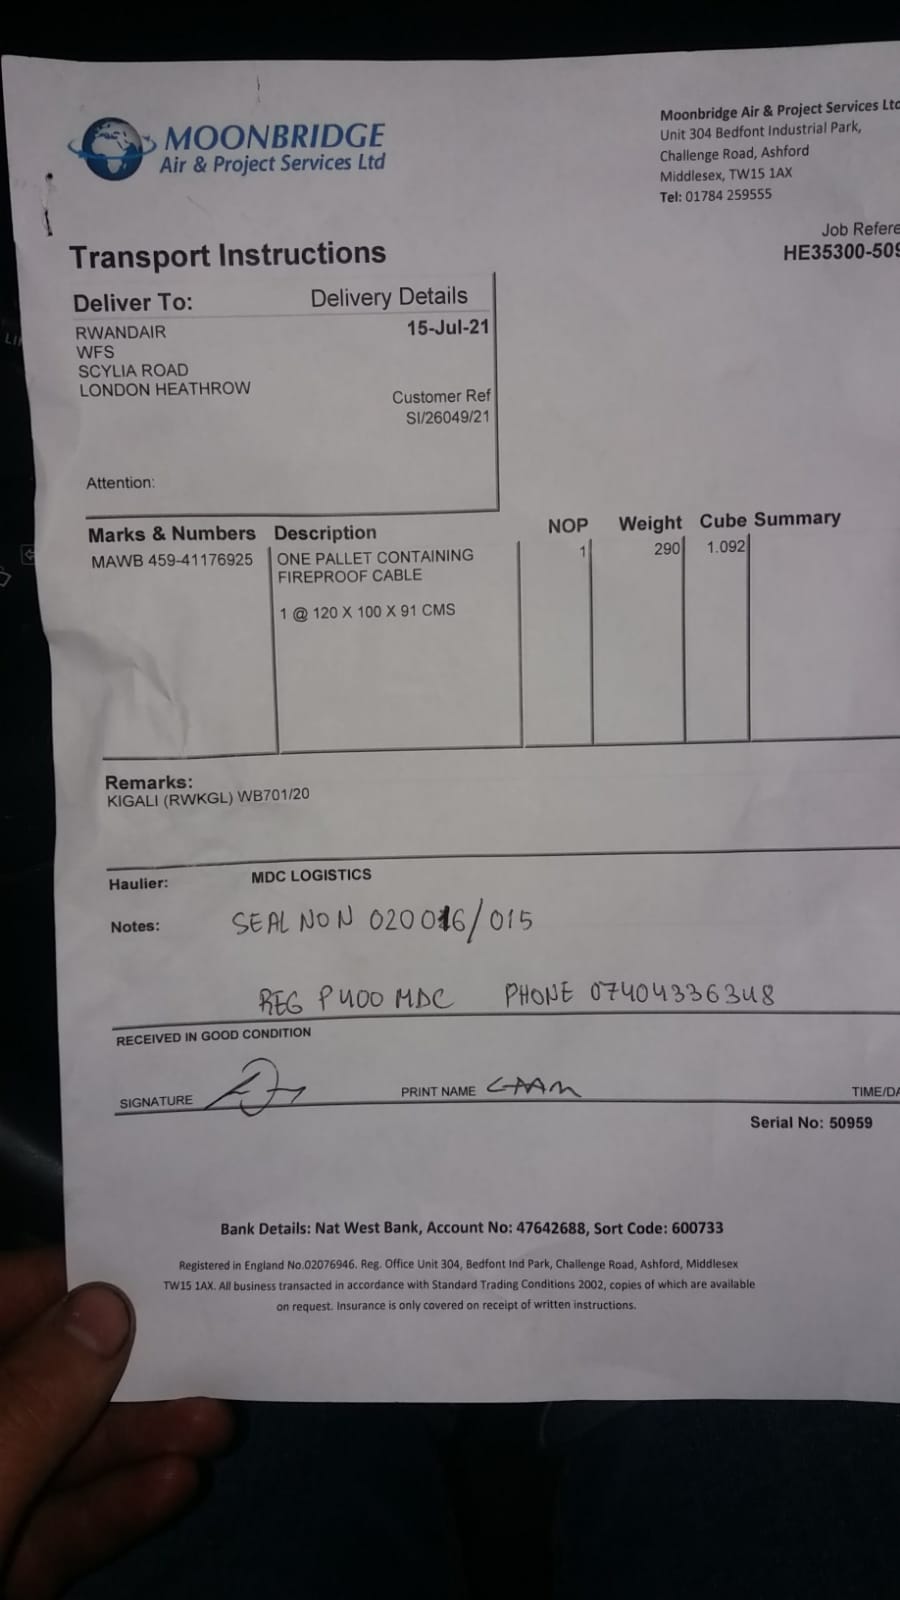 MOONBRIDGE
Air & Project Services Ltd
Moonbridge Air & Project Services Ltd
Unit 304 Bedfont Industrial Park,
Challenge Road, Ashford
Middlesex, TW15 1AX
Tel: 01784 259555
Job Refere
HE35300-509
Transport Instructions
Deliver To: Delivery Details
RWANDAIR 15-Jul-21
WFS
SCYLIA ROAD
LONDON HEATHROW
Customer Ref
SI/26049/21
Attention:
Marks & Numbers Description NOP Weight Cube Summary
MAWB 459-41176925 ONE PALLET CONTAINING 1 290 1.092
FIREPROOF CABLE
1 @ 120 X 100 X 91 CMS
Remarks:
KIGALI (RWKGL) WB701/20
Haulier: MDC LOGISTICS
Notes: SEAL NO N 020016/015
REG P400 MDC PHONE 07404336348
RECEIVED IN GOOD CONDITION
SIGNATURE PRINT NAME TIME/DA
Serial No: 50959
Bank Details: Nat West Bank, Account No: 47642688, Sort Code: 600733
Registered in England No.02076946. Reg. Office Unit 304, Bedfont Ind Park, Challenge Road, Ashford, Middlesex
TW15 1AX. All business transacted in accordance with Standard Trading Conditions 2002, copies of which are available
on request. Insurance is only covered on receipt of written instructions.